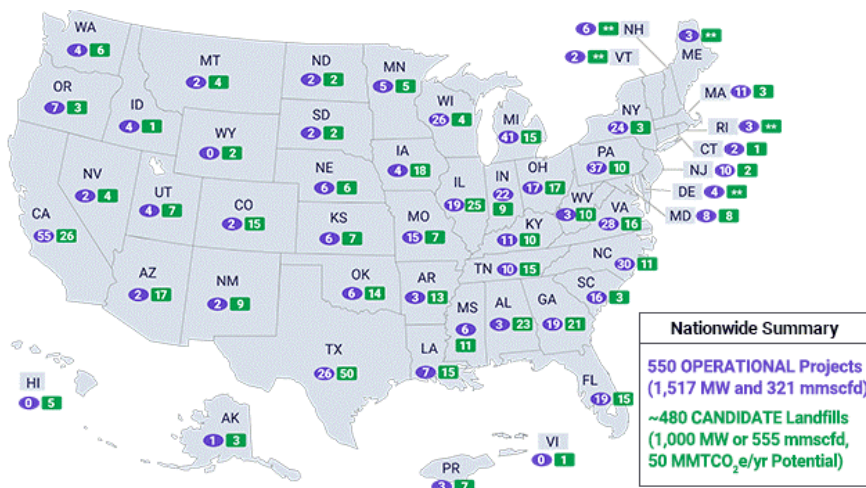 WA
4 6
MT
2 4
ND
2 2
MN
5 5
6 ** NH
2 ** VT
3 **
ME
OR
7 3
ID
4 1
WY
0 2
SD
2 2
WI
26 4
MI
41 15
NY
24 3
MA 11 3
RI 3 **
CT 2 1
NJ 10 2
DE 4 **
MD 8 8
NV
2 4
UT
4 7
CO
2 15
NE
6 6
IA
4 18
IL
19 25
IN
22
9
OH
17 17
PA
37 10
WV
3 10
VA
28 16
CA
55 26
KS
6 7
MO
15 7
KY
11 10
NC
30 11
TN 10 15
SC
16 3
AZ
2 17
NM
2 9
OK
6 14
AR
3 13
MS
6
11
AL
3 23
GA
19 21
TX
26 50
LA
7 15
FL
19 15
HI
0 5
AK
1 3
PR
3 7
VI
0 1
Nationwide Summary
550 OPERATIONAL Projects
(1,517 MW and 321 mmscfd)
~480 CANDIDATE Landfills
(1,000 MW or 555 mmscfd,
50 MMTCO₂e/yr Potential)